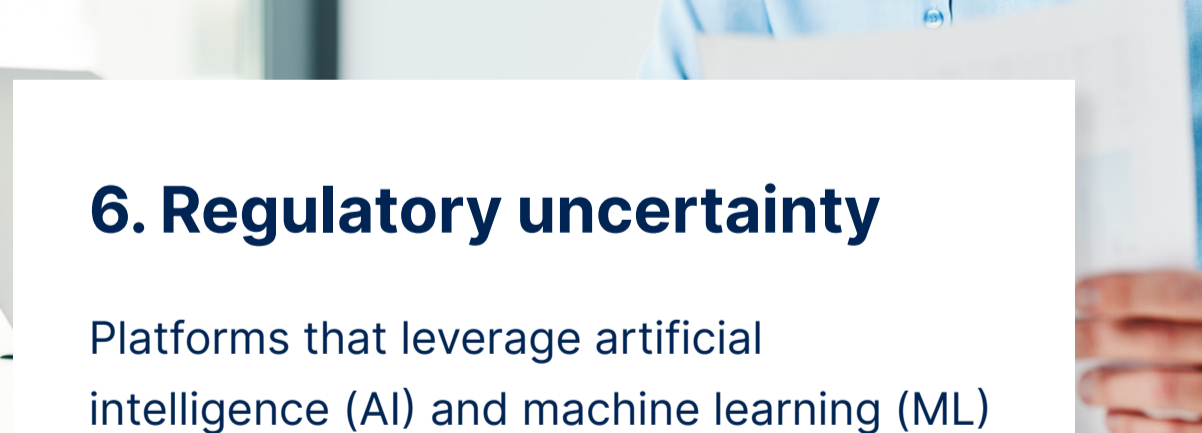 6. Regulatory uncertainty
Platforms that leverage artificial
intelligence (AI) and machine learning (ML)